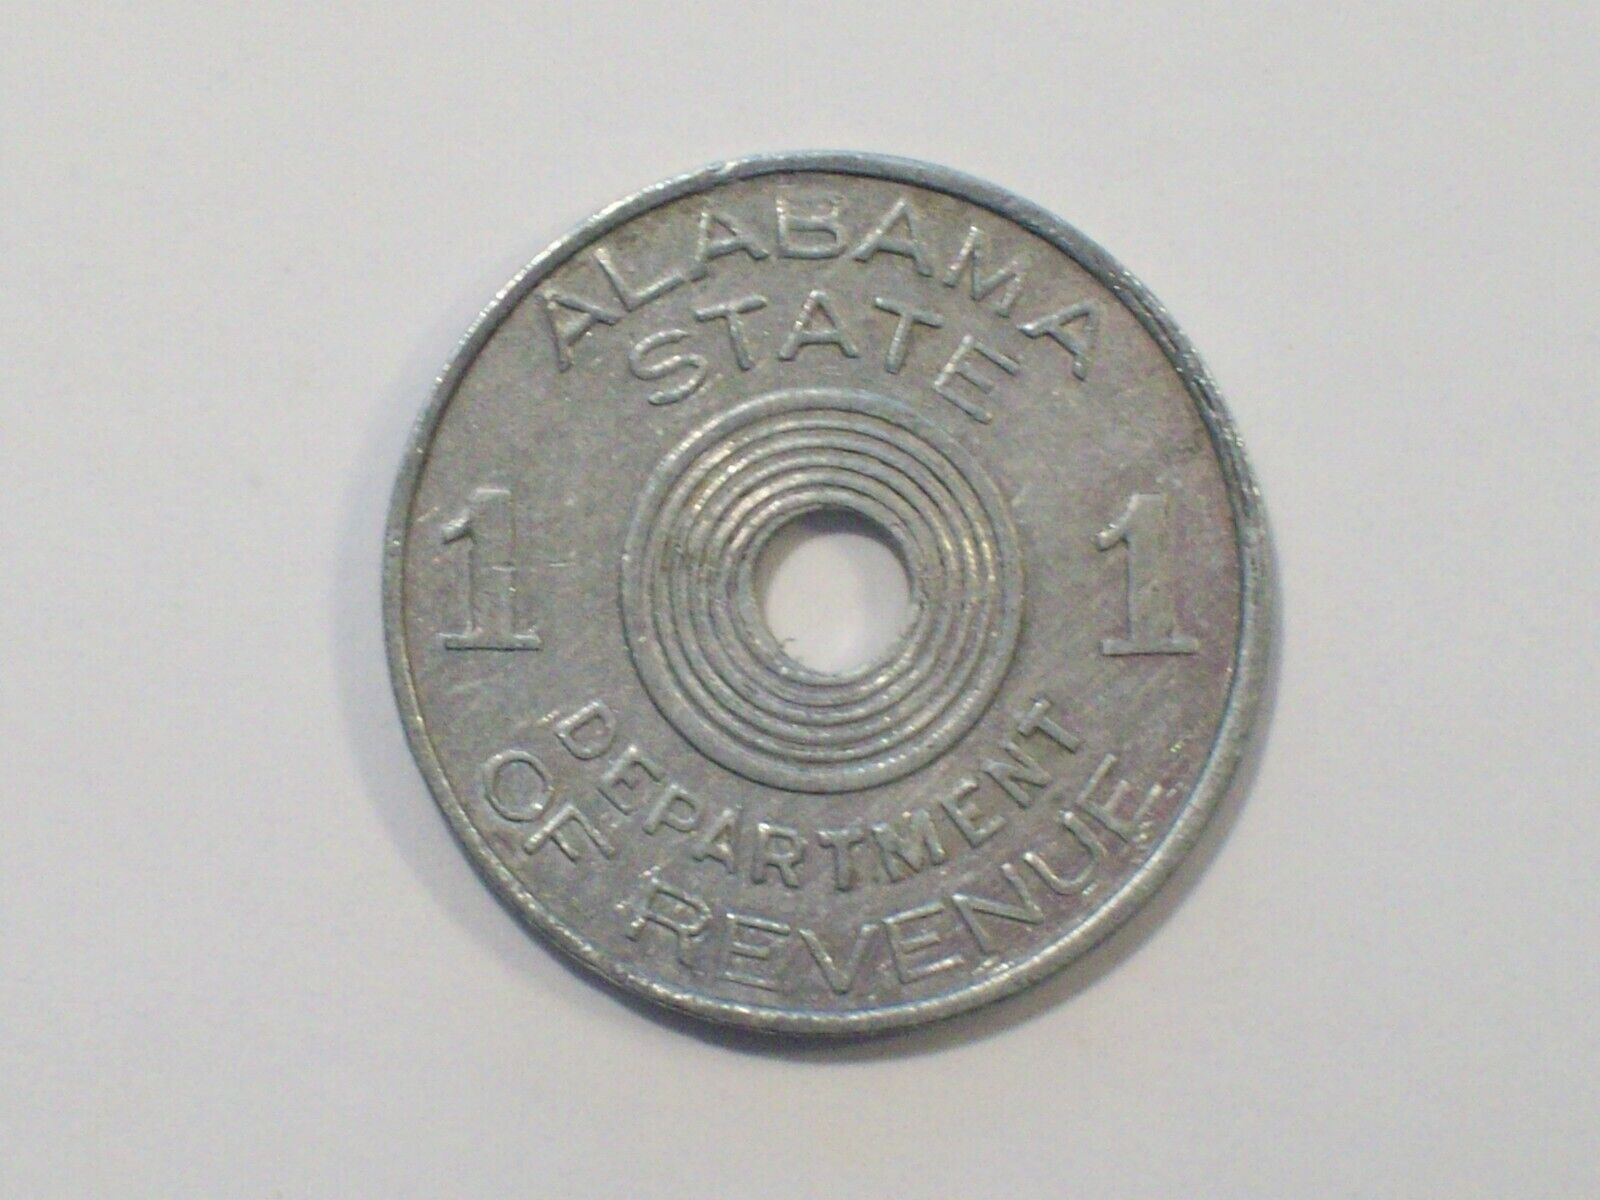 ALABAMA
STATE
1 1
DEPARTMENT
OF REVENUE